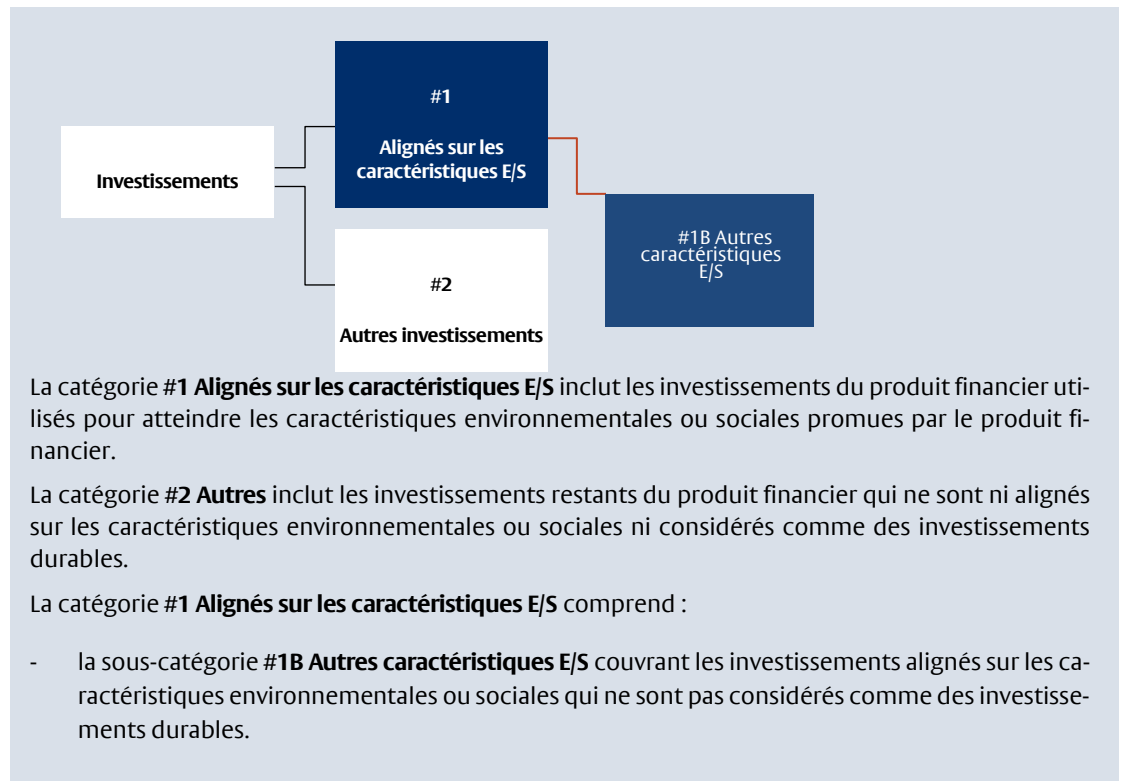 #1
Alignés sur les
caractéristiques E/S
Investissements
#1B Autres
caractéristiques
E/S
#2
Autres investissements
La catégorie #1 Alignés sur les caractéristiques E/S inclut les investissements du produit financier uti-
lisés pour atteindre les caractéristiques environnementales ou sociales promues par le produit fi-
nancier.
La catégorie #2 Autres inclut les investissements restants du produit financier qui ne sont ni alignés
sur les caractéristiques environnementales ou sociales ni considérés comme des investissements
durables.
La catégorie #1 Alignés sur les caractéristiques E/S comprend :
- la sous-catégorie #1B Autres caractéristiques E/S couvrant les investissements alignés sur les ca-
ractéristiques environnementales ou sociales qui ne sont pas considérés comme des investisse-
ments durables.